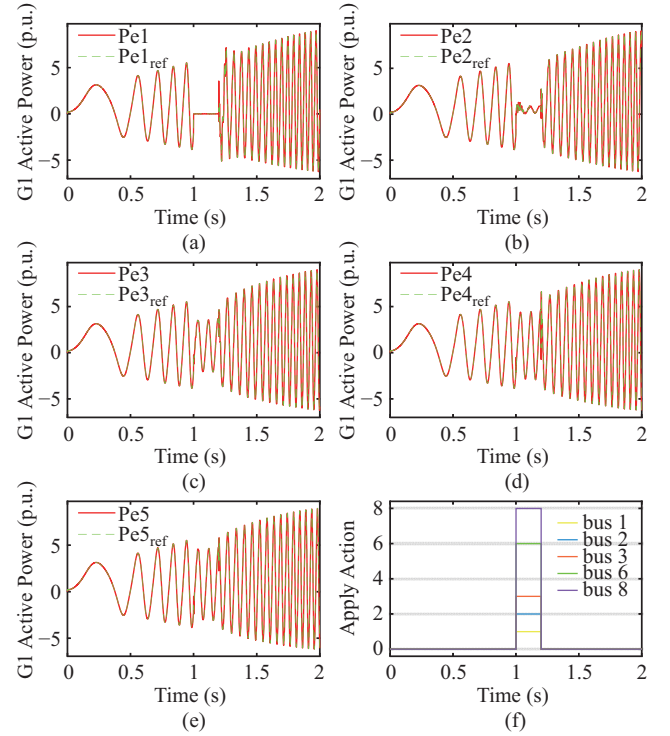 Pe1
Pe1ref
5
0
−5
G1 Active Power (p.u.)
0 0.5 1 1.5 2
Time (s)
(a)
Pe2
Pe2ref
5
0
−5
G1 Active Power (p.u.)
0 0.5 1 1.5 2
Time (s)
(b)
Pe3
Pe3ref
5
0
−5
G1 Active Power (p.u.)
0 0.5 1 1.5 2
Time (s)
(c)
Pe4
Pe4ref
5
0
−5
G1 Active Power (p.u.)
0 0.5 1 1.5 2
Time (s)
(d)
Pe5
Pe5ref
5
0
−5
G1 Active Power (p.u.)
0 0.5 1 1.5 2
Time (s)
(e)
8
6
4
2
0
Apply Action
bus 1
bus 2
bus 3
bus 6
bus 8
0 0.5 1 1.5 2
Time (s)
(f)